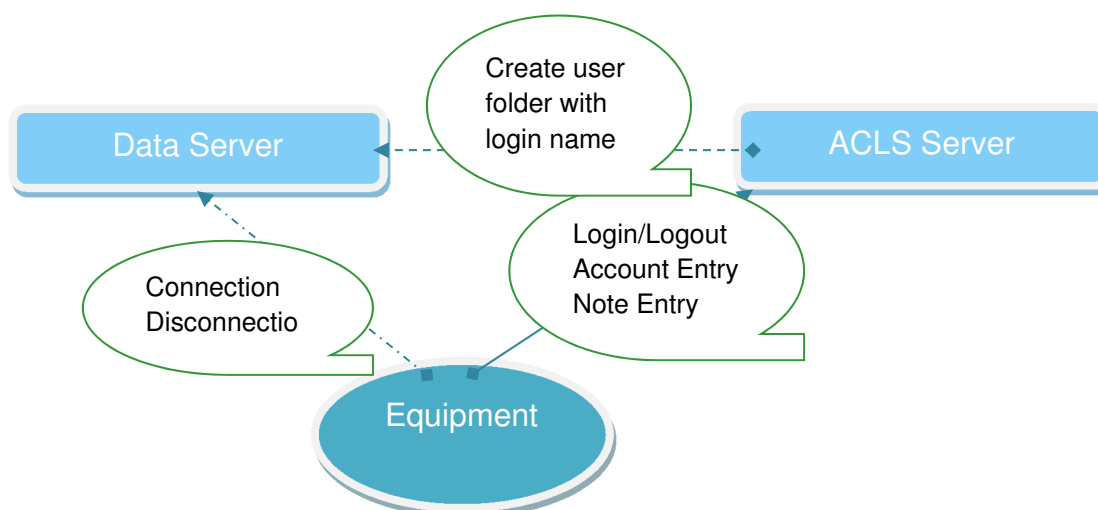 Create user
folder with
login name
Data Server
ACLS Server
Login/Logout
Account Entry
Note Entry
Connection
Disconnectio
Equipment